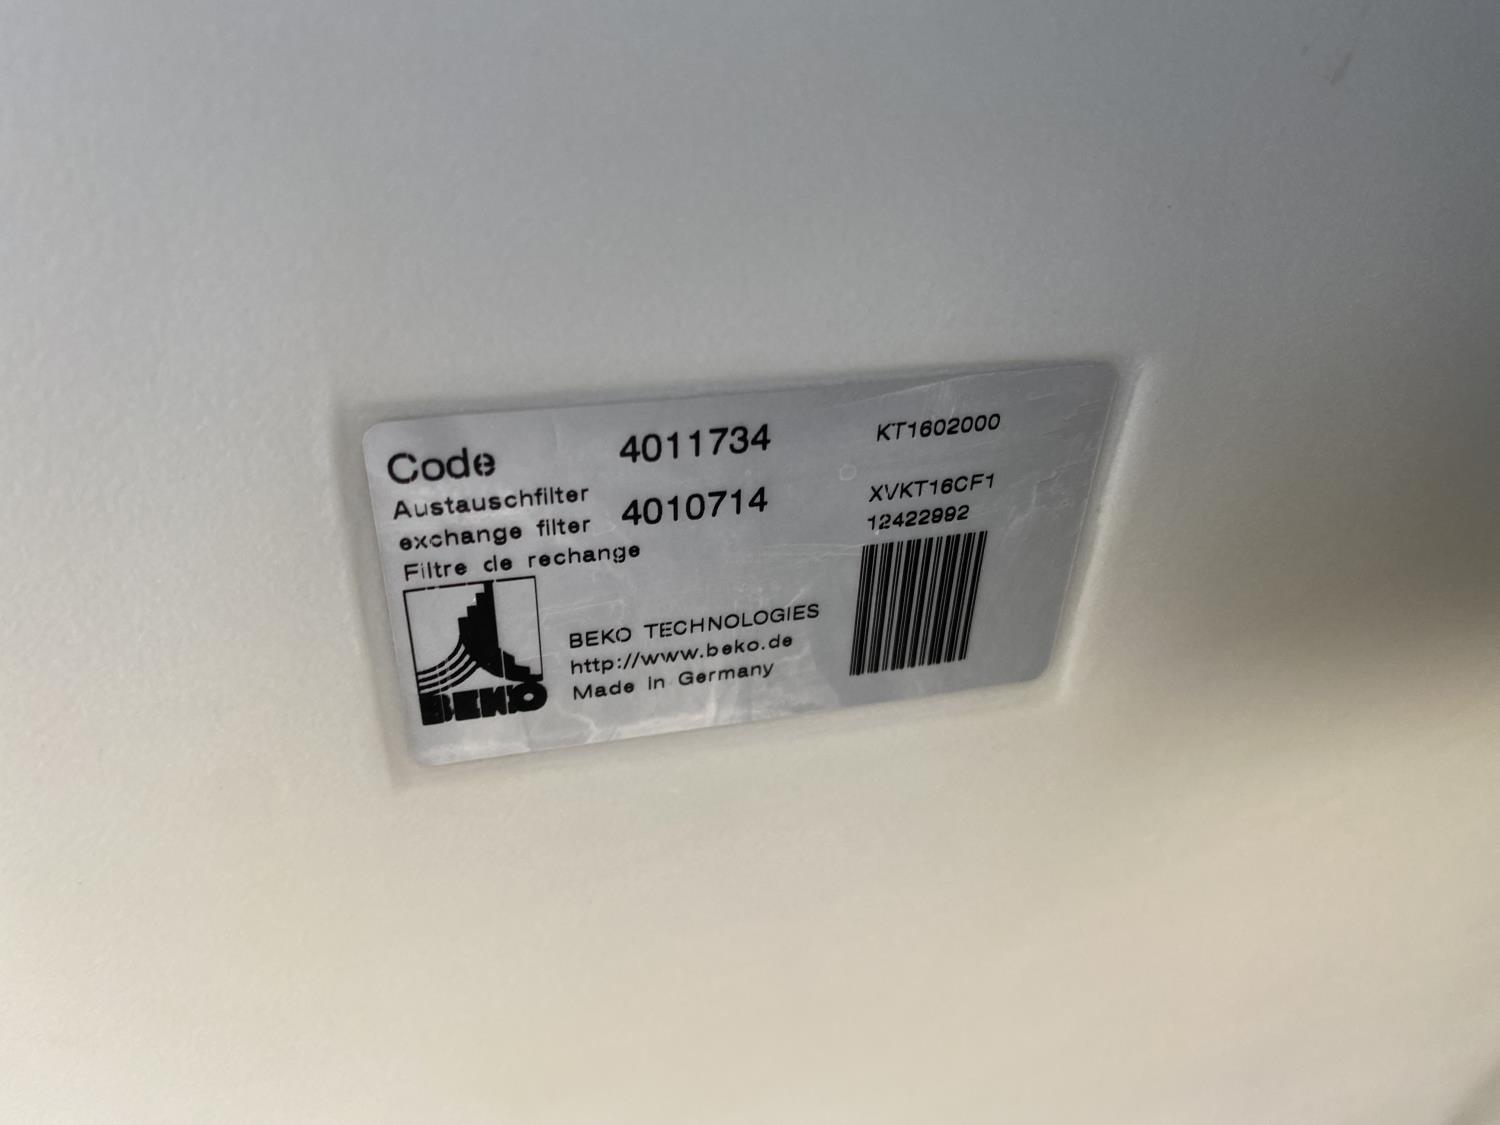 Code 4011734 KT1602000
Austauschfilter
exchange filter 4010714 XVKT16CF1
Filtre de rechange 12422992
BEKO TECHNOLOGIES
http://www.beko.de
Made in Germany
BEKO